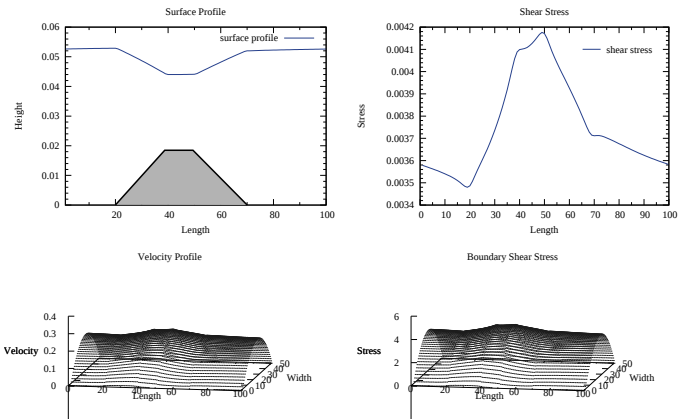 Surface Profile
0.06
0.05
0.04
0.03
0.02
0.01
0
Height
surface profile
20 40 60 80 100
Length
Shear Stress
0.0042
0.004
0.0039
0.0038
0.0037
0.0036
0.0035
0.0034
Stress
shear stress
0 10 20 30 40 50 60 70 80 90 100
Length
Velocity Profile
0.4
0.3
0.2
0.1
0
Velocity
0 20 40 60 80 100
Length
0 10 20 30 40 50
Width
Boundary Shear Stress
6
4
2
0
Stress
0 20 40 60 80 100
Length
0 10 20 30 40 50
Width